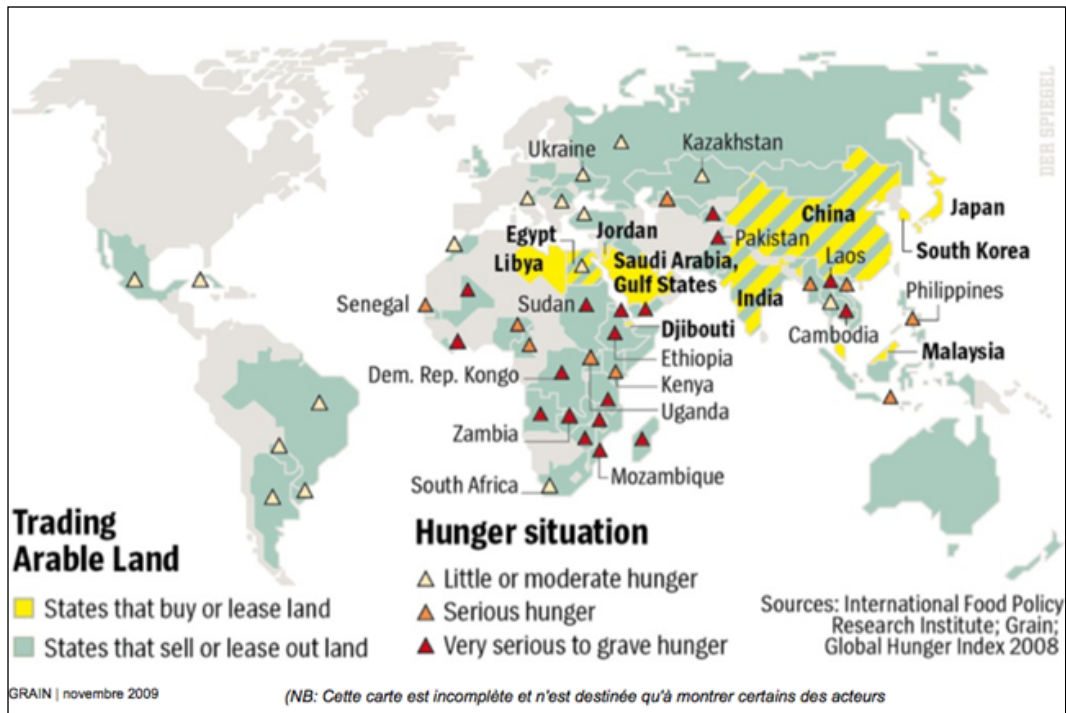 DER SPIEGEL
Ukraine
Kazakhstan
Egypt
Jordan
Libya
Saudi Arabia,
Gulf States
China
Japan
Pakistan
South Korea
Laos
India
Philippines
Senegal
Sudan
Djibouti
Cambodia
Malaysia
Ethiopia
Dem. Rep. Kongo
Kenya
Uganda
Zambia
Mozambique
South Africa
Trading
Arable Land
States that buy or lease land
States that sell or lease out land
Hunger situation
Little or moderate hunger
Serious hunger
Very serious to grave hunger
Sources: International Food Policy
Research Institute; Grain;
Global Hunger Index 2008
GRAIN | novembre 2009
(NB: Cette carte est incomplète et n'est destinée qu'à montrer certains des acteurs